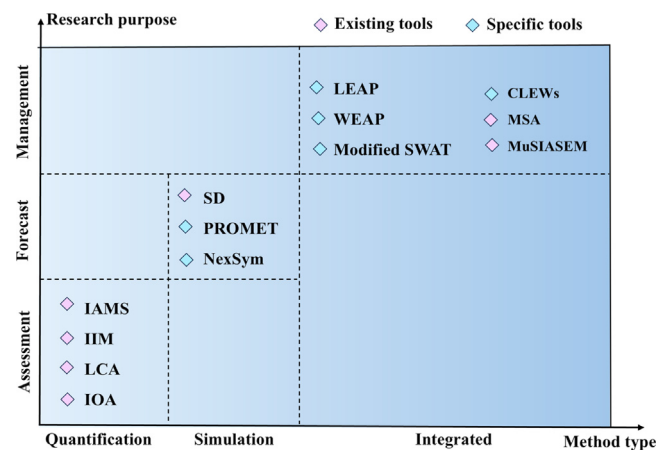 Research purpose
Existing tools
Specific tools
Management
LEAP
WEAP
Modified SWAT
CLEWs
MSA
MuSIASEM
Forecast
SD
PROMET
NexSym
Assessment
IAMS
IIM
LCA
IOA
Quantification
Simulation
Integrated
Method type